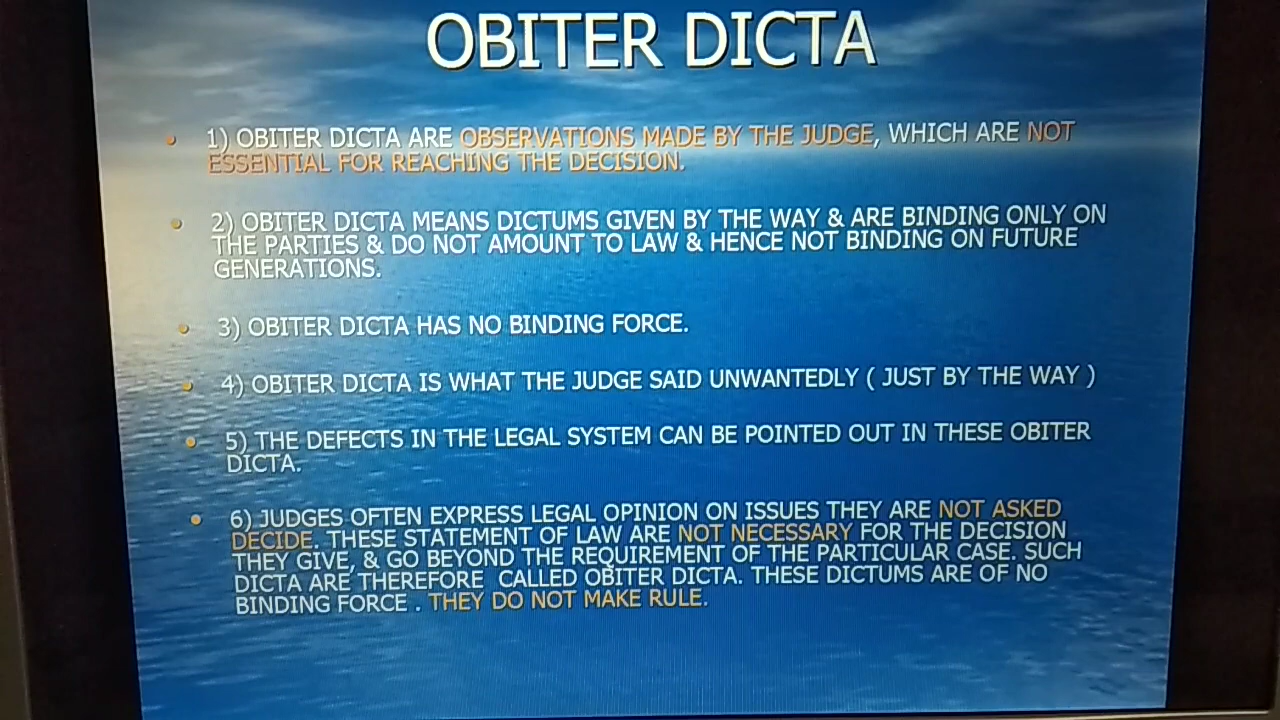 OBITER DICTA
• 1) OBITER DICTA ARE OBSERVATIONS MADE BY THE JUDGE, WHICH ARE NOT
ESSENTIAL FOR REACHING THE DECISION.
• 2) OBITER DICTA MEANS DICTUMS GIVEN BY THE WAY & ARE BINDING ONLY ON
THE PARTIES & DO NOT AMOUNT TO LAW & HENCE NOT BINDING ON FUTURE
GENERATIONS.
• 3) OBITER DICTA HAS NO BINDING FORCE.
• 4) OBITER DICTA IS WHAT THE JUDGE SAID UNWANTEDLY ( JUST BY THE WAY )
• 5) THE DEFECTS IN THE LEGAL SYSTEM CAN BE POINTED OUT IN THESE OBITER
DICTA.
• 6) JUDGES OFTEN EXPRESS LEGAL OPINION ON ISSUES THEY ARE NOT ASKED
DECIDE. THESE STATEMENT OF LAW ARE NOT NECESSARY FOR THE DECISION
THEY GIVE, & GO BEYOND THE REQUIREMENT OF THE PARTICULAR CASE. SUCH
DICTA ARE THEREFORE CALLED OBITER DICTA. THESE DICTUMS ARE OF NO
BINDING FORCE . THEY DO NOT MAKE RULE.